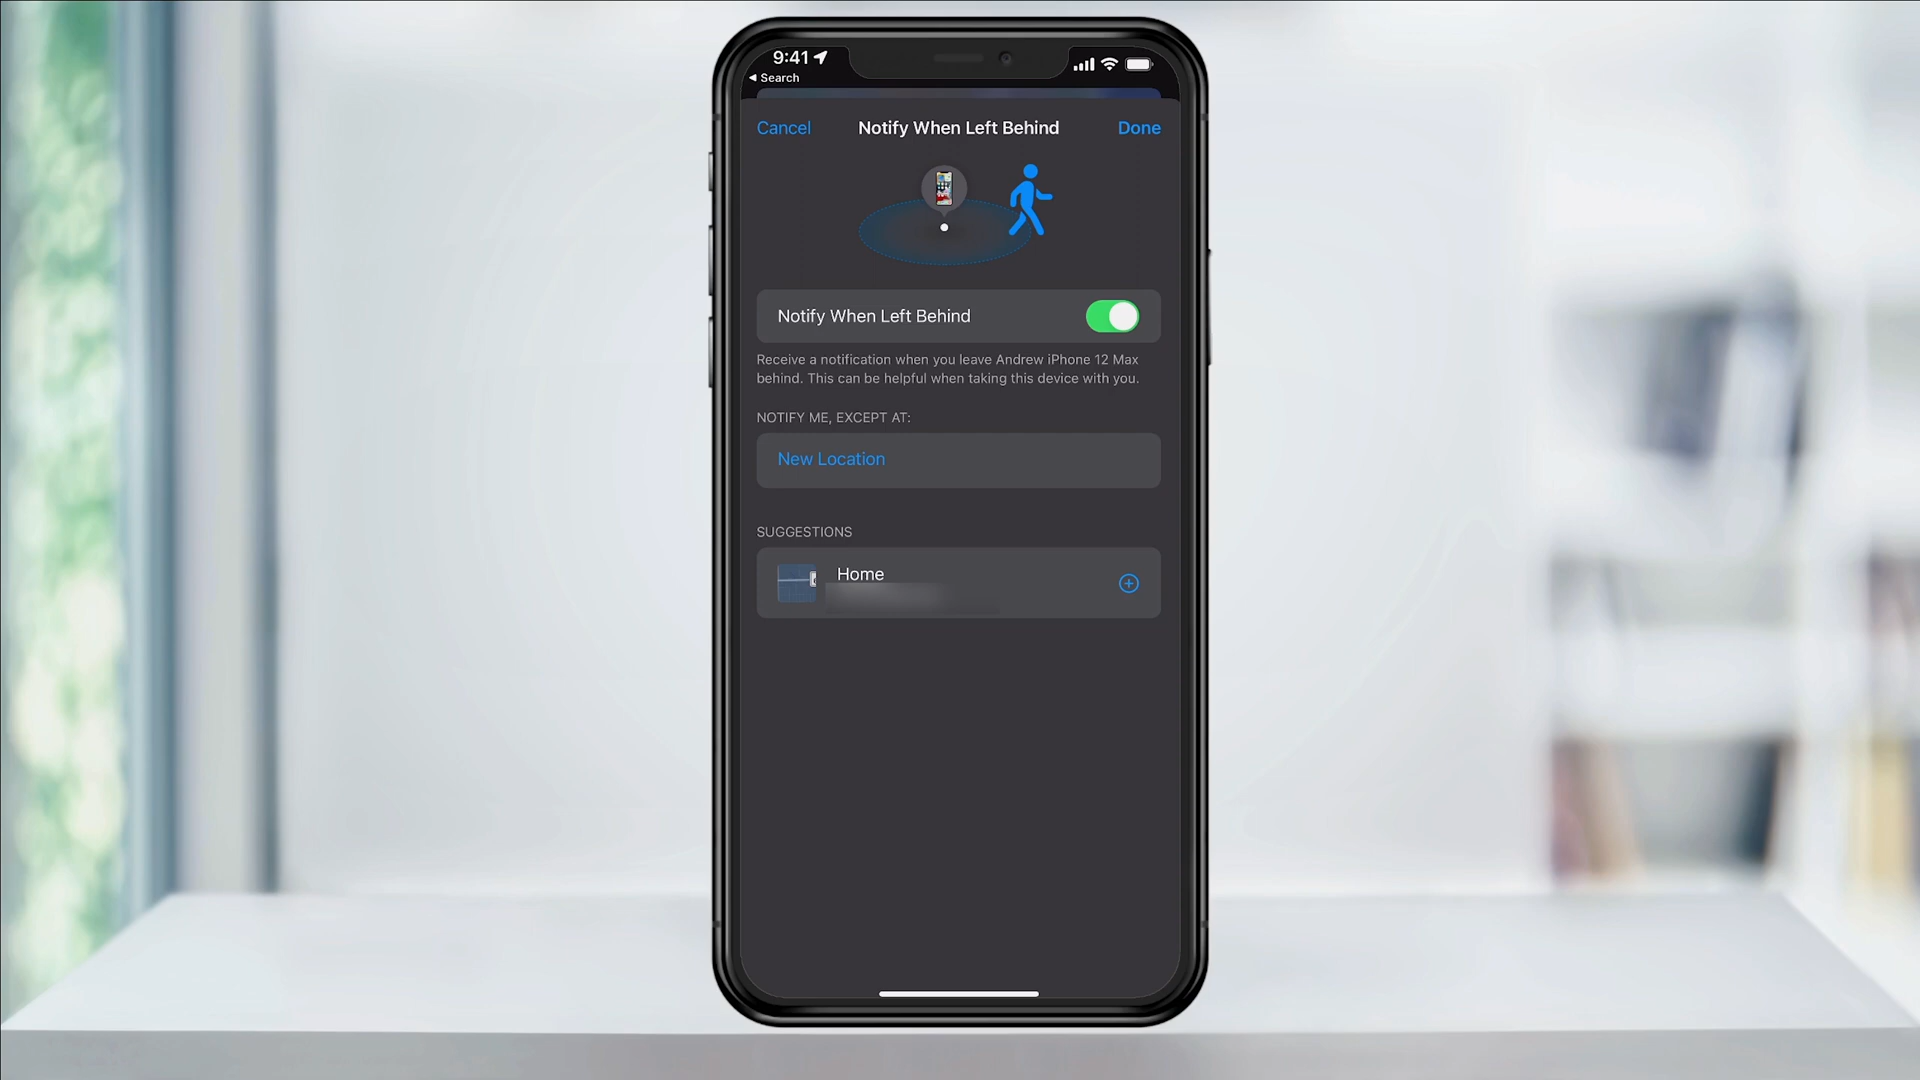 9:41
◀ Search
Cancel
Notify When Left Behind
Done
Notify When Left Behind
Receive a notification when you leave Andrew iPhone 12 Max
behind. This can be helpful when taking this device with you.
NOTIFY ME, EXCEPT AT:
New Location
SUGGESTIONS
Home